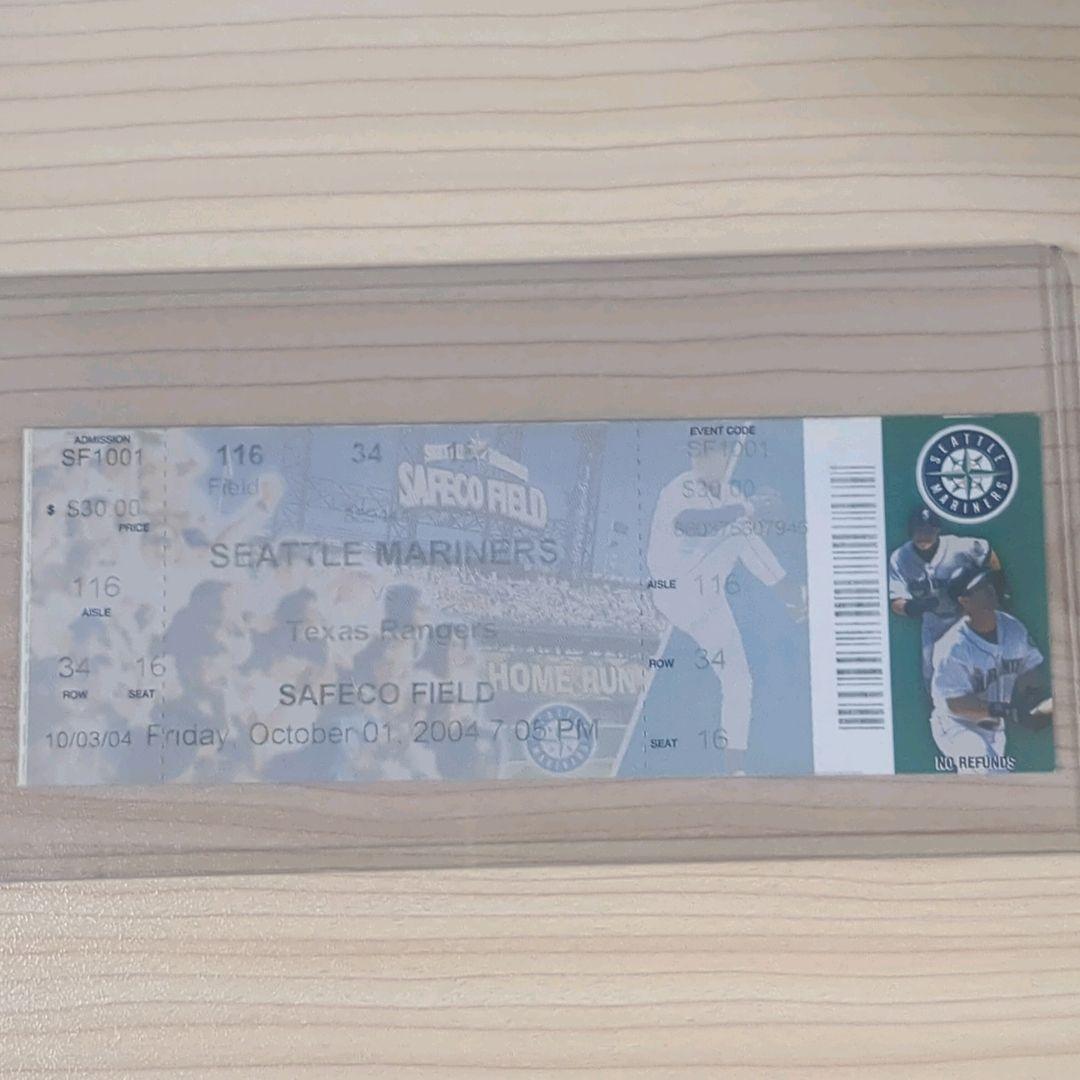 ADMISSION
SF1001
$ $30.00
PRICE
116
AISLE
34 16
ROW SEAT
10/03/04
116 34
Field
SAFECO FIELD
SEATTLE MARINERS
Texas Rangers
HOME RUN
SAFECO FIELD
Friday, October 01, 2004 7:05 PM
EVENT CODE
SF1001
$30.00
AISLE 116
ROW 34
SEAT 16
SEATTLE
MARINERS
NO REFUNDS